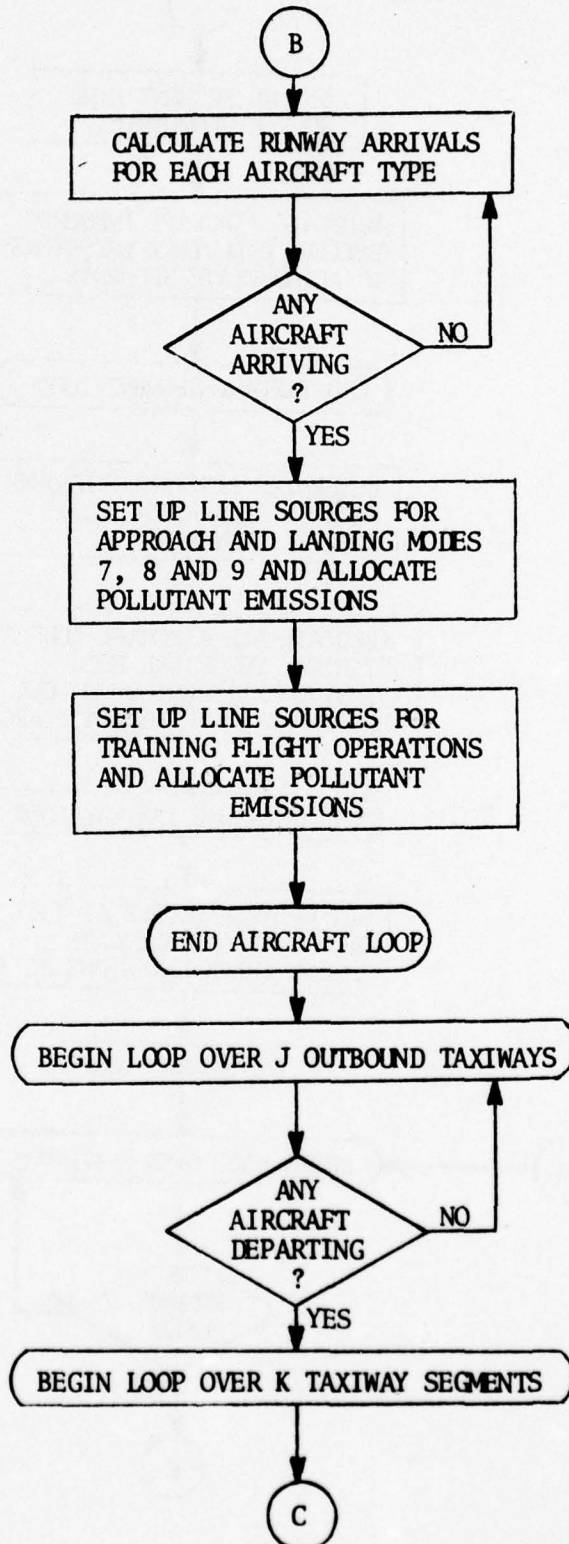 B
CALCULATE RUNWAY ARRIVALS
FOR EACH AIRCRAFT TYPE
ANY
AIRCRAFT
ARRIVING
?
NO
YES
SET UP LINE SOURCES FOR
APPROACH AND LANDING MODES
7, 8 AND 9 AND ALLOCATE
POLLUTANT EMISSIONS
SET UP LINE SOURCES FOR
TRAINING FLIGHT OPERATIONS
AND ALLOCATE POLLUTANT
EMISSIONS
END AIRCRAFT LOOP
BEGIN LOOP OVER J OUTBOUND TAXIWAYS
ANY
AIRCRAFT
DEPARTING
?
NO
YES
BEGIN LOOP OVER K TAXIWAY SEGMENTS
C